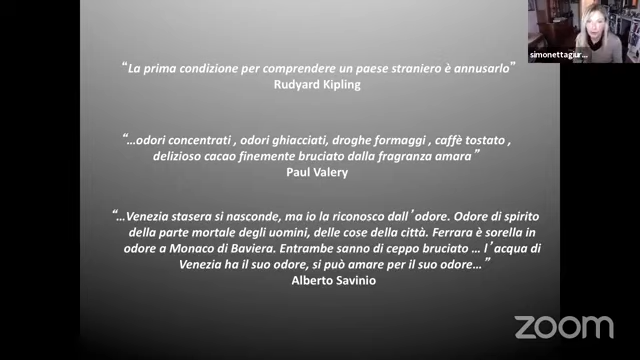 simonettagiur...
“La prima condizione per comprendere un paese straniero è annusarlo”
Rudyard Kipling
“...odori concentrati , odori ghiacciati, droghe formaggi , caffè tostato ,
delizioso cacao finemente bruciato dalla fragranza amara”
Paul Valery
“...Venezia stasera si nasconde, ma io la riconosco dall’odore. Odore di spirito
della parte mortale degli uomini, delle cose della città. Ferrara è sorella in
odore a Monaco di Baviera. Entrambe sanno di ceppo bruciato ... l’acqua di
Venezia ha il suo odore, si può amare per il suo odore...”
Alberto Savinio
zoom